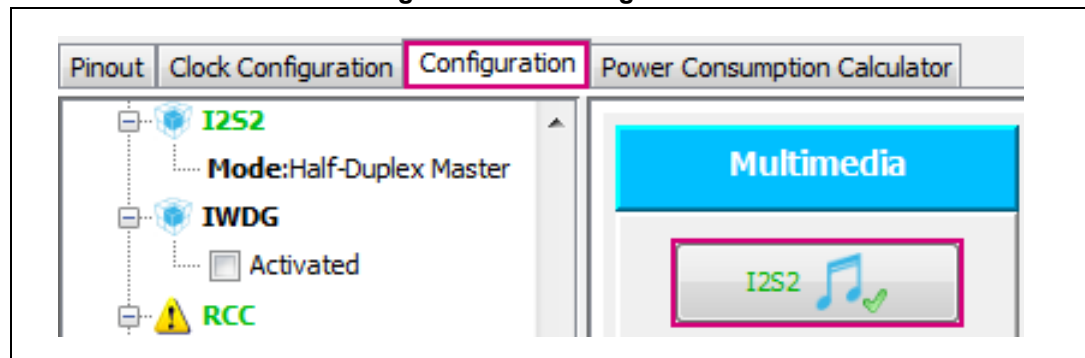 Pinout Clock Configuration Configuration Power Consumption Calculator
I2S2
Mode:Half-Duplex Master
IWDG
Activated
RCC
Multimedia
I2S2